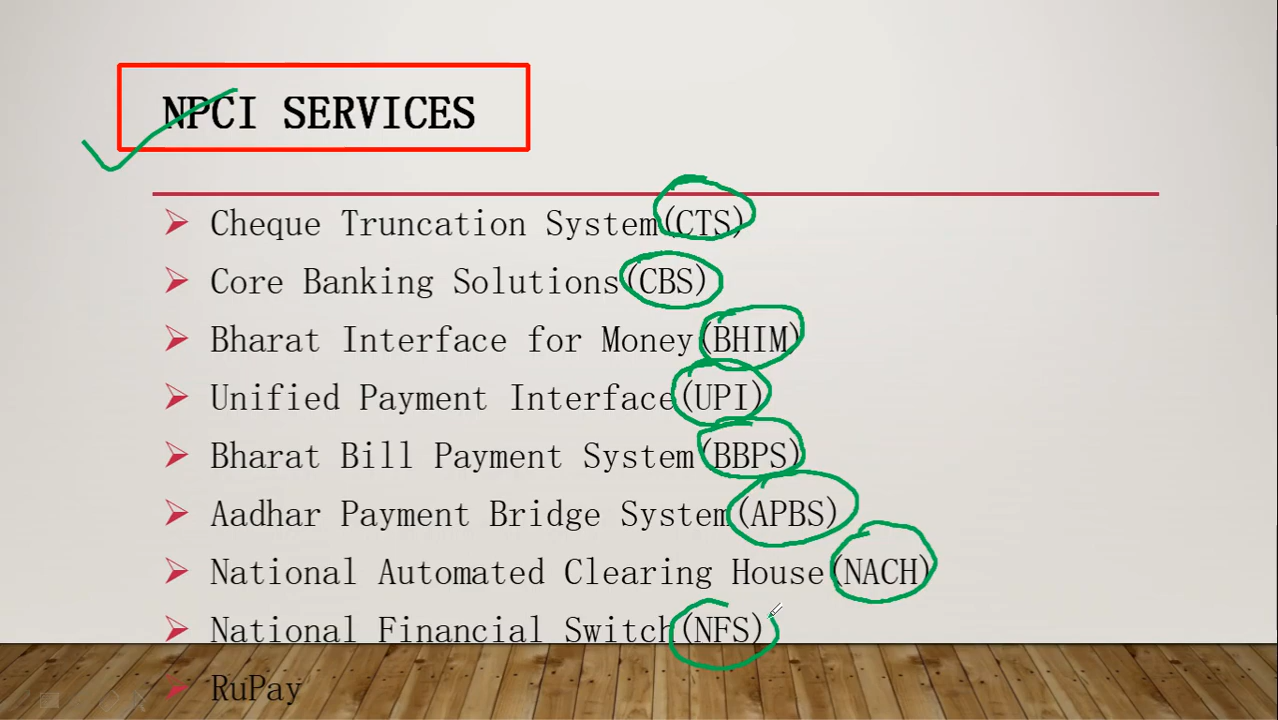 NPCI SERVICES
Cheque Truncation System(CTS)
Core Banking Solutions(CBS)
Bharat Interface for Money(BHIM)
Unified Payment Interface(UPI)
Bharat Bill Payment System(BBPS)
Aadhar Payment Bridge System(APBS)
National Automated Clearing House(NACH)
National Financial Switch(NFS)
RuPay